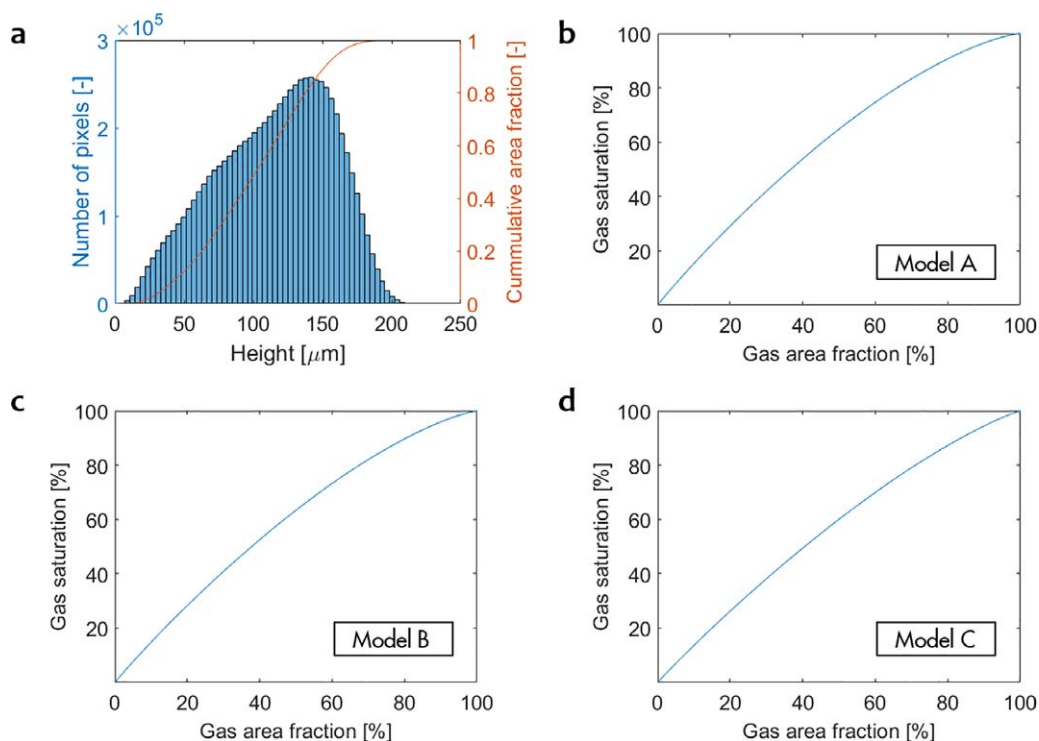 a
×10⁵
3
2
1
0
Number of pixels [-]
1
0.8
0.6
0.4
0.2
0
Cummulative area fraction [-]
0 50 100 150 200 250
Height [μm]
b
100
80
60
40
20
Gas saturation [%]
Model A
0 20 40 60 80 100
Gas area fraction [%]
c
100
80
60
40
20
Gas saturation [%]
Model B
0 20 40 60 80 100
Gas area fraction [%]
d
100
80
60
40
20
Gas saturation [%]
Model C
0 20 40 60 80 100
Gas area fraction [%]